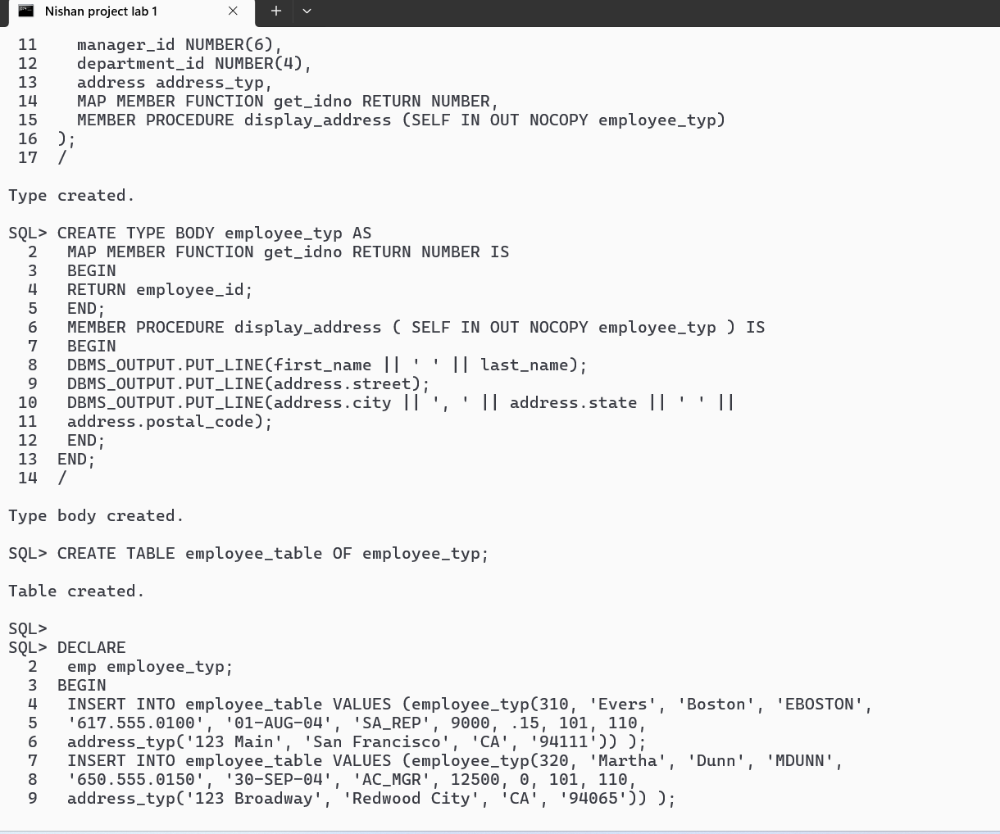 Nishan project lab 1
11    manager_id NUMBER(6),
12    department_id NUMBER(4),
13    address address_typ,
14    MAP MEMBER FUNCTION get_idno RETURN NUMBER,
15    MEMBER PROCEDURE display_address (SELF IN OUT NOCOPY employee_typ)
16  );
17  /
Type created.
SQL> CREATE TYPE BODY employee_typ AS
2   MAP MEMBER FUNCTION get_idno RETURN NUMBER IS
3   BEGIN
4   RETURN employee_id;
5   END;
6   MEMBER PROCEDURE display_address ( SELF IN OUT NOCOPY employee_typ ) IS
7   BEGIN
8   DBMS_OUTPUT.PUT_LINE(first_name || ' ' || last_name);
9   DBMS_OUTPUT.PUT_LINE(address.street);
10   DBMS_OUTPUT.PUT_LINE(address.city || ', ' || address.state || ' ' ||
11   address.postal_code);
12   END;
13  END;
14  /
Type body created.
SQL> CREATE TABLE employee_table OF employee_typ;
Table created.
SQL>
SQL> DECLARE
2   emp employee_typ;
3  BEGIN
4   INSERT INTO employee_table VALUES (employee_typ(310, 'Evers', 'Boston', 'EBOSTON',
5   '617.555.0100', '01-AUG-04', 'SA_REP', 9000, .15, 101, 110,
6   address_typ('123 Main', 'San Francisco', 'CA', '94111')) );
7   INSERT INTO employee_table VALUES (employee_typ(320, 'Martha', 'Dunn', 'MDUNN',
8   '650.555.0150', '30-SEP-04', 'AC_MGR', 12500, 0, 101, 110,
9   address_typ('123 Broadway', 'Redwood City', 'CA', '94065')) );